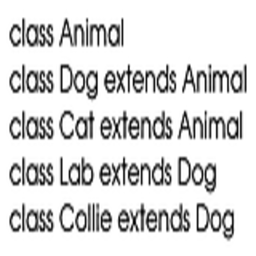 class Animal
class Dog extends Animal
class Cat extends Animal
class Lab extends Dog
class Collie extends Dog